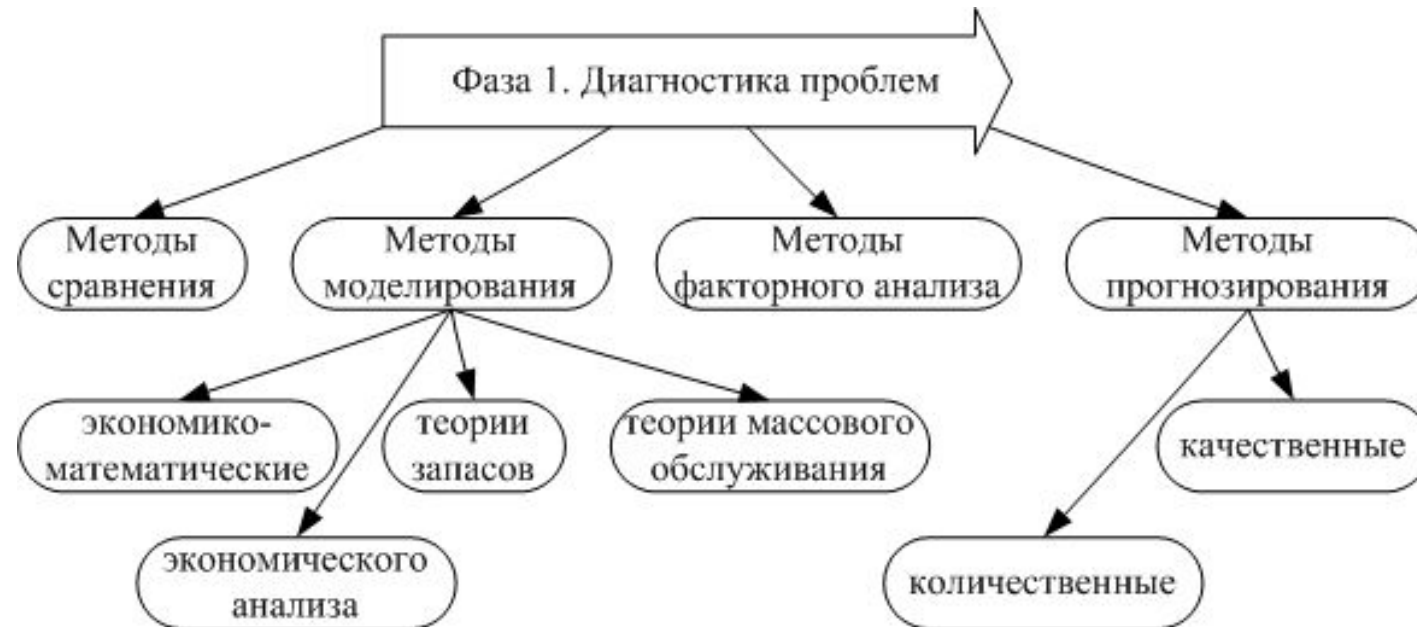 Фаза 1. Диагностика проблем
Методы
сравнения
Методы
моделирования
Методы
факторного анализа
Методы
прогнозирования
экономико-
математические
теории
запасов
теории массового
обслуживания
качественные
экономического
анализа
количественные